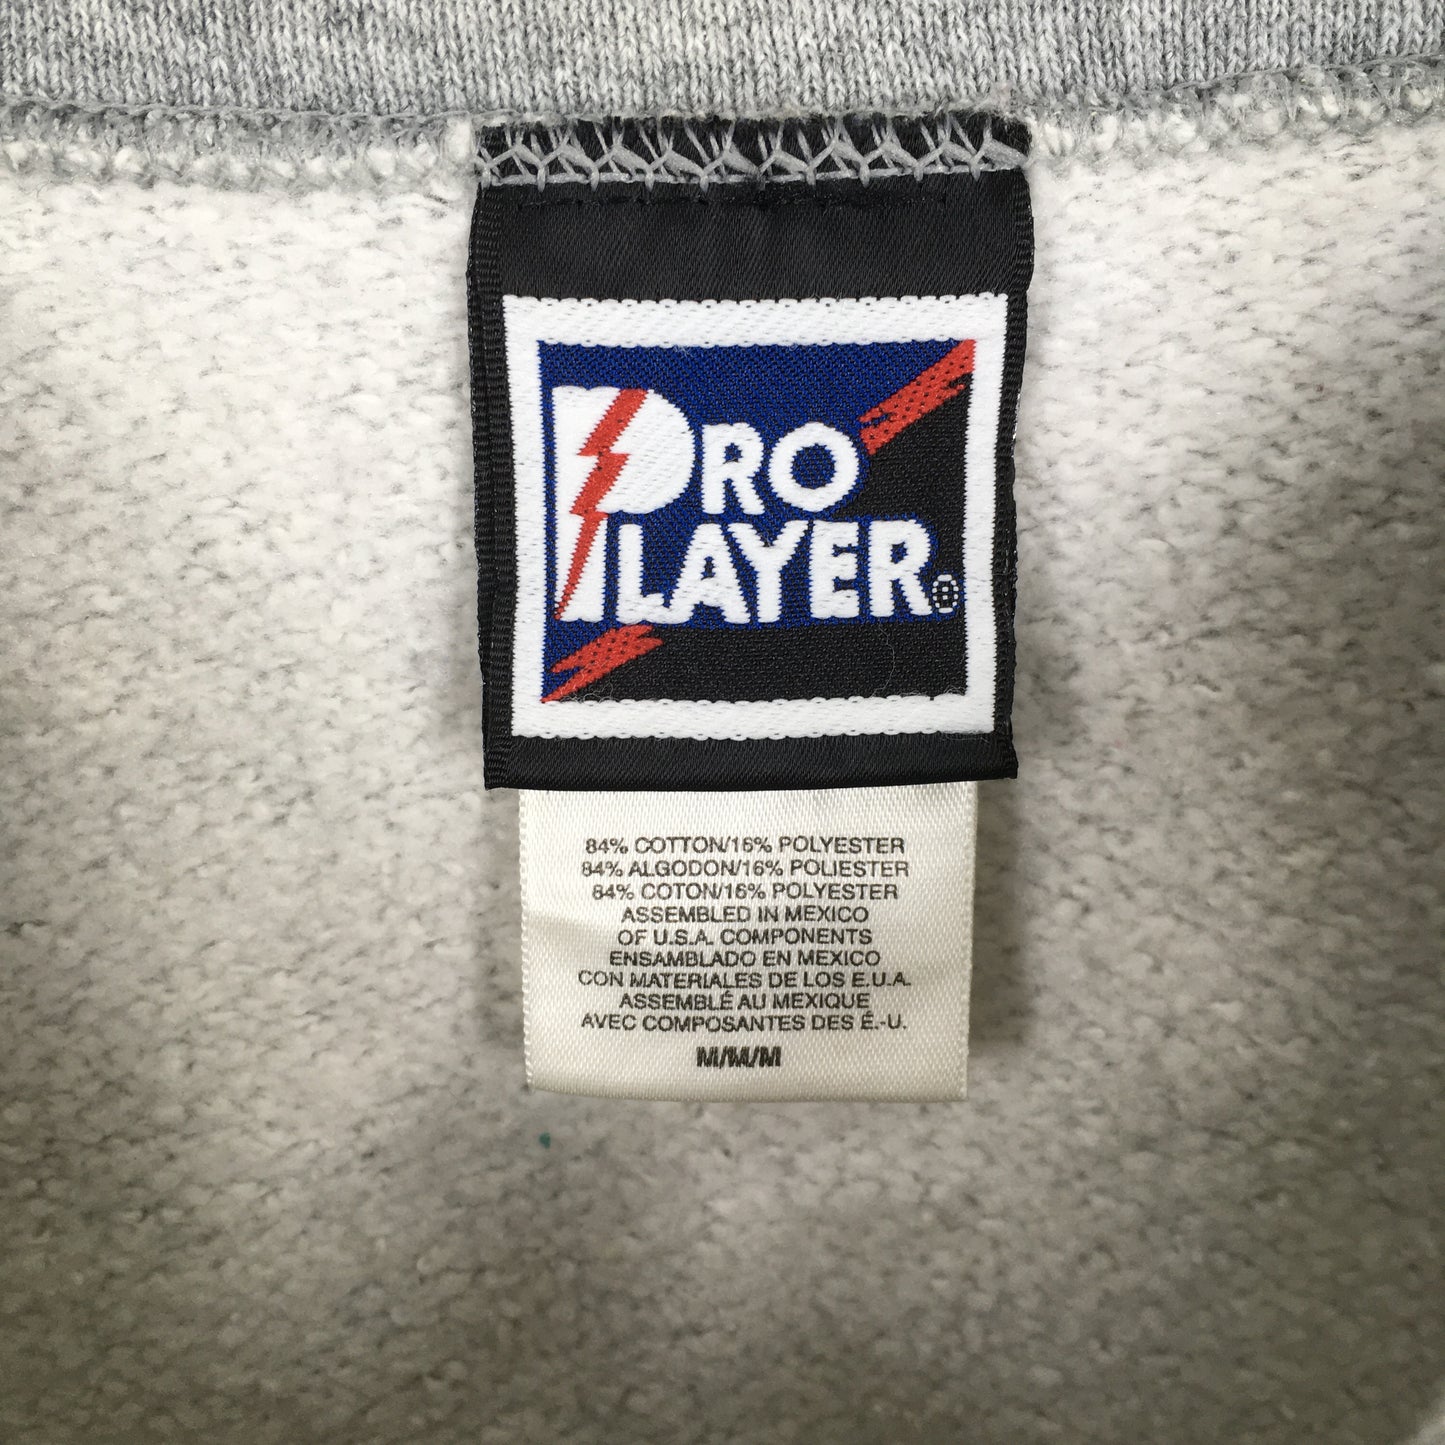 PRO
PLAYER®
84% COTTON/16% POLYESTER
84% ALGODON/16% POLIESTER
84% COTON/16% POLYESTER
ASSEMBLED IN MEXICO
OF U.S.A. COMPONENTS
ENSAMBLADO EN MEXICO
CON MATERIALES DE LOS E.U.A.
ASSEMBLÉ AU MEXIQUE
AVEC COMPOSANTES DES É.-U.
M/M/M